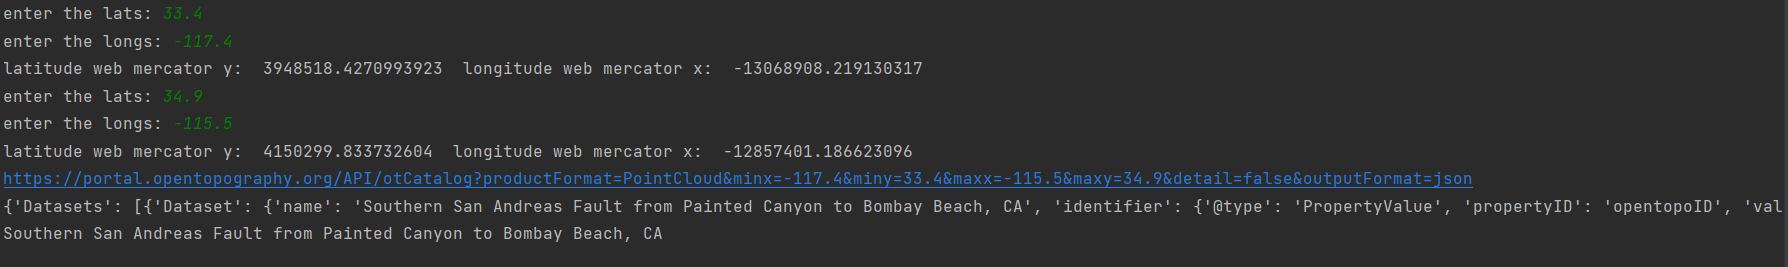 enter the lats: 33.4
enter the longs: -117.4
latitude web mercator y:  3948518.4270993923  longitude web mercator x:  -13068908.219130317
enter the lats: 34.9
enter the longs: -115.5
latitude web mercator y:  4150299.833732604  longitude web mercator x:  -12857401.186623096
https://portal.opentopography.org/API/otCatalog?productFormat=PointCloud&minx=-117.4&miny=33.4&maxx=-115.5&maxy=34.9&detail=false&outputFormat=json
{'Datasets': [{'Dataset': {'name': 'Southern San Andreas Fault from Painted Canyon to Bombay Beach, CA', 'identifier': {'@type': 'PropertyValue', 'propertyID': 'opentopoID', 'val
Southern San Andreas Fault from Painted Canyon to Bombay Beach, CA